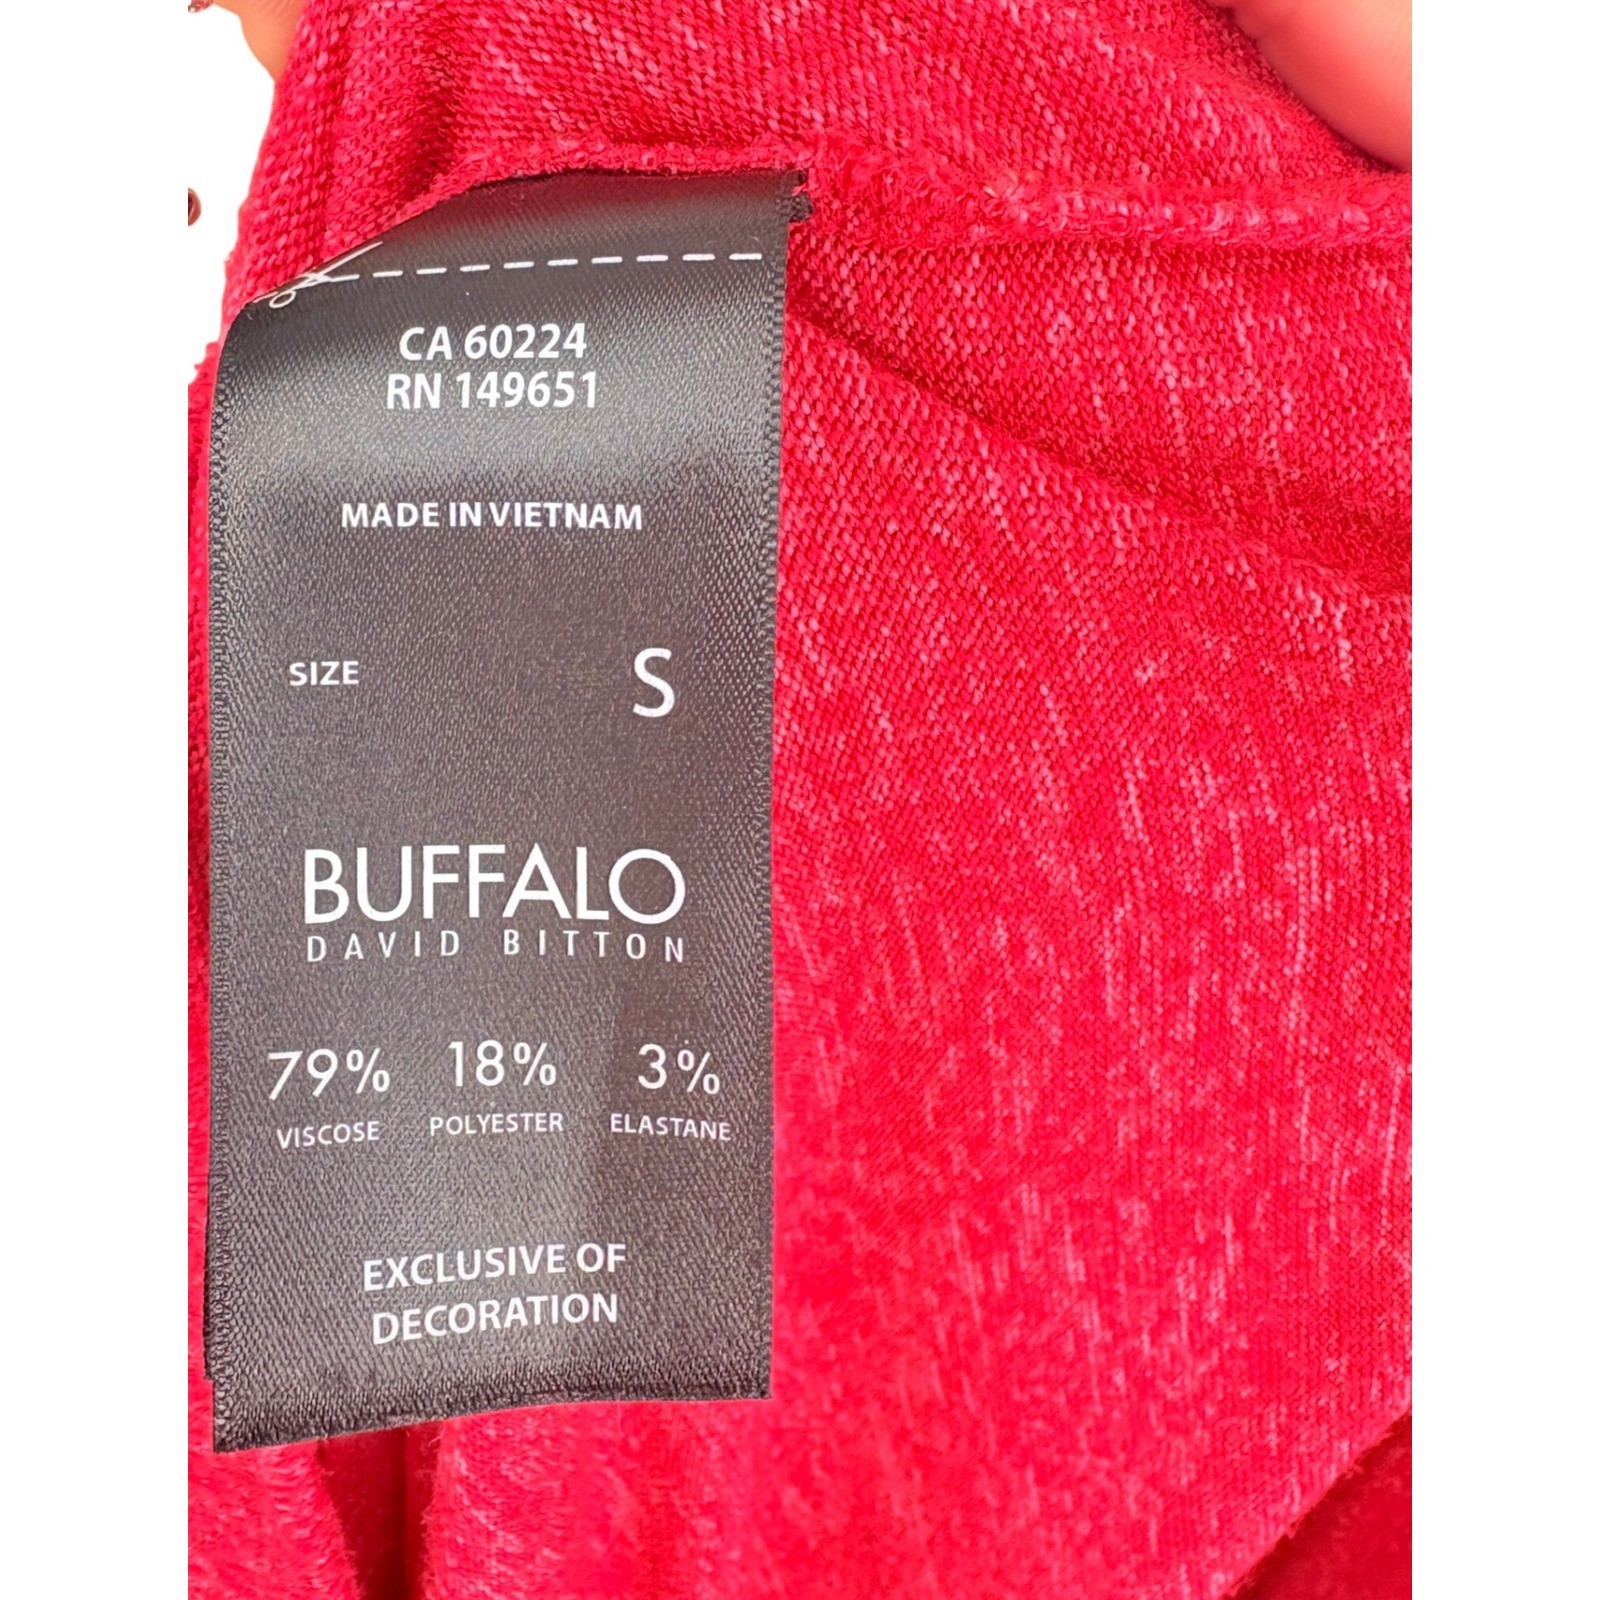 CA 60224
RN 149651
MADE IN VIETNAM
SIZE S
BUFFALO
DAVID BITTON
79% 18% 3%
VISCOSE POLYESTER ELASTANE
EXCLUSIVE OF
DECORATION